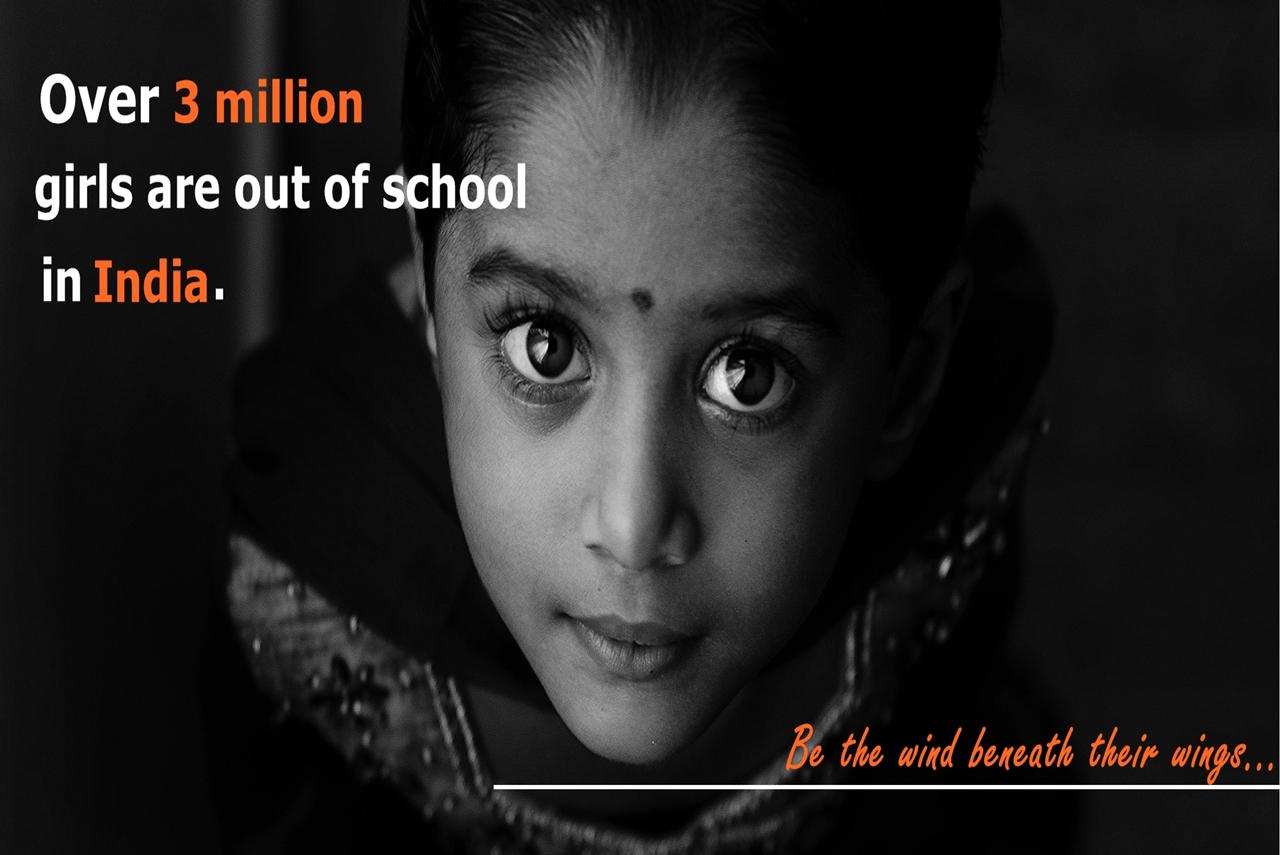 Over 3 million
girls are out of school
in India.
Be the wind beneath their wings...